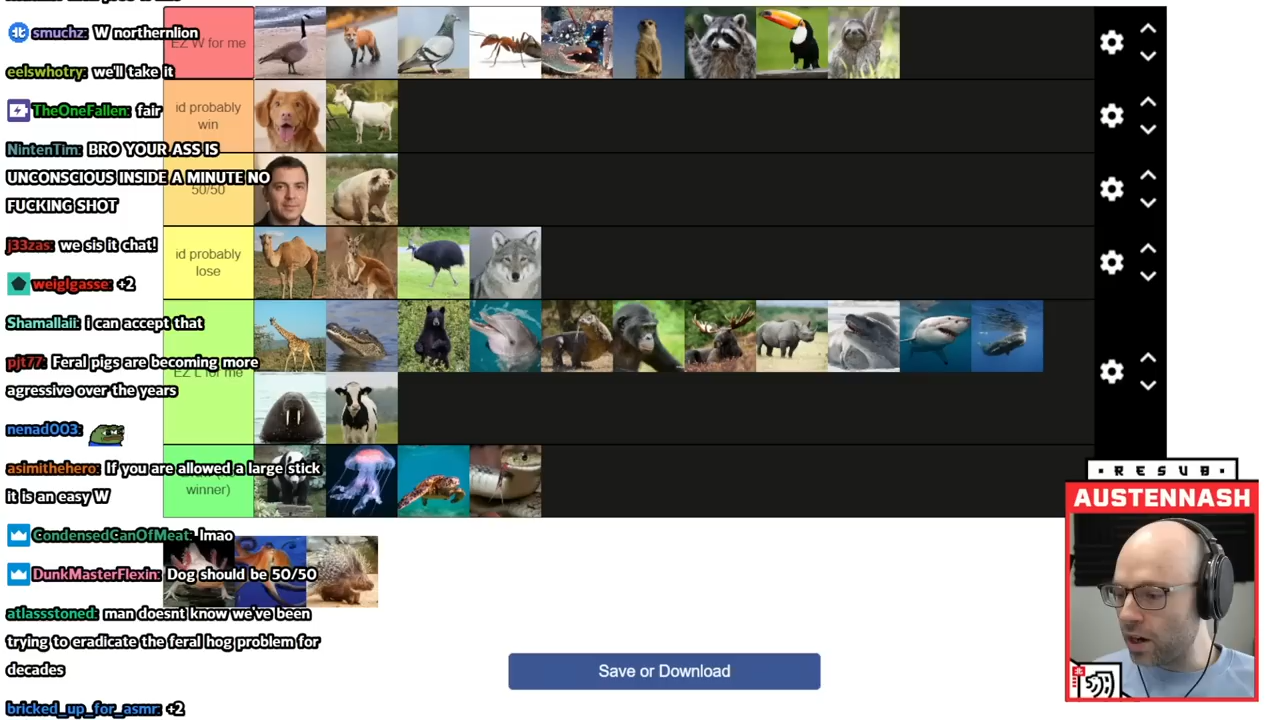 smuchz: W northernlion
EZ W for me
eelswhotry: we'll take it
TheOneFallen: fair
id probably
win
NintenTim: BRO YOUR ASS IS
UNCONSCIOUS INSIDE A MINUTE NO
FUCKING SHOT
50/50
j33zas: we sis it chat!
id probably
lose
weiglgasse: +2
Shamallaii: i can accept that
pjt77: Feral pigs are becoming more
agressive over the years
EZ L for me
nenad003:
asimithehero: If you are allowed a large stick
it is an easy W
winner)
CondensedCanOfMeat: lmao
DunkMasterFlexin: Dog should be 50/50
atlassstoned: man doesnt know we've been
trying to eradicate the feral hog problem for
decades
bricked_up_for_asmr: +2
Save or Download
RESUB
AUSTENNASH